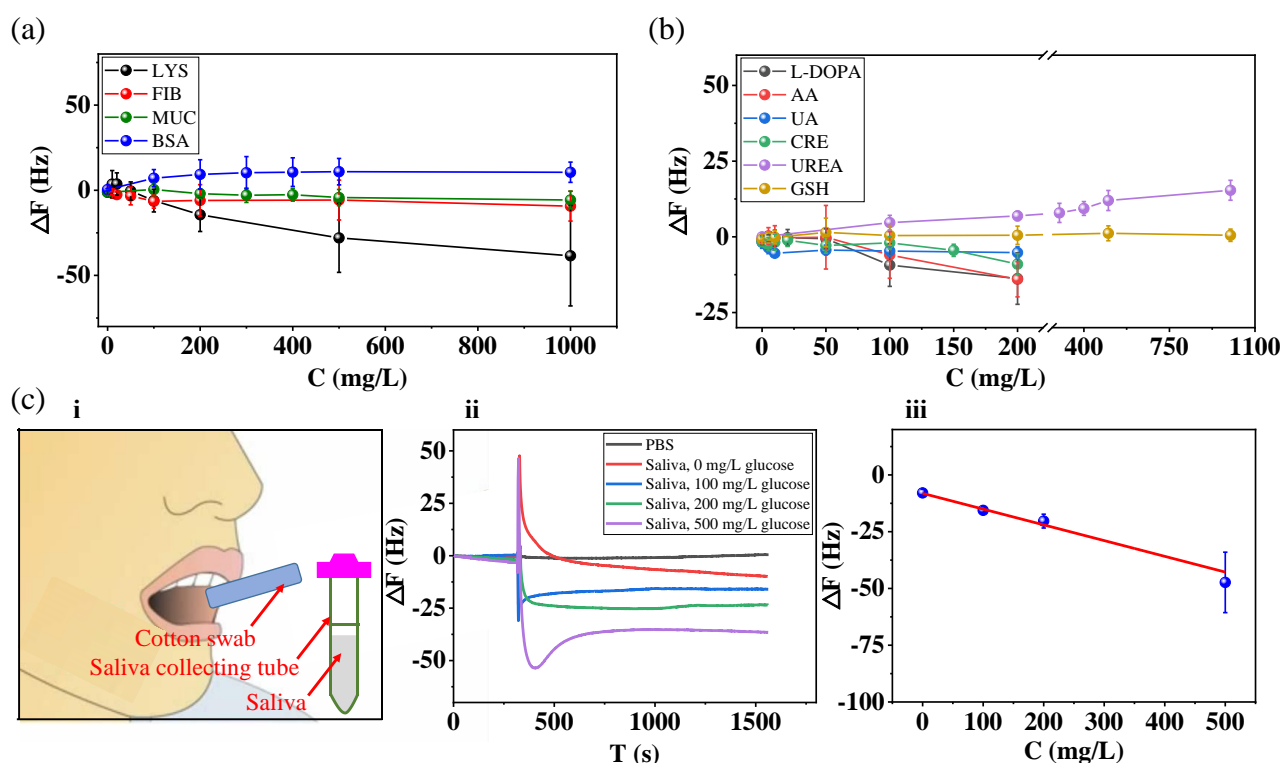 (a)
LYS
FIB
MUC
BSA
50
0
-50
ΔF (Hz)
0 200 400 600 800 1000
C (mg/L)
(b)
L-DOPA
AA
UA
CRE
UREA
GSH
50
25
0
-25
ΔF (Hz)
0 50 100 200 400 750 1100
C (mg/L)
(c)
i
Cotton swab
Saliva collecting tube
Saliva
ii
PBS
Saliva, 0 mg/L glucose
Saliva, 100 mg/L glucose
Saliva, 200 mg/L glucose
Saliva, 500 mg/L glucose
50
25
0
-25
-50
ΔF (Hz)
0 500 1000 1500
T (s)
iii
0
-25
-50
-75
-100
ΔF (Hz)
0 100 200 300 400 500
C (mg/L)